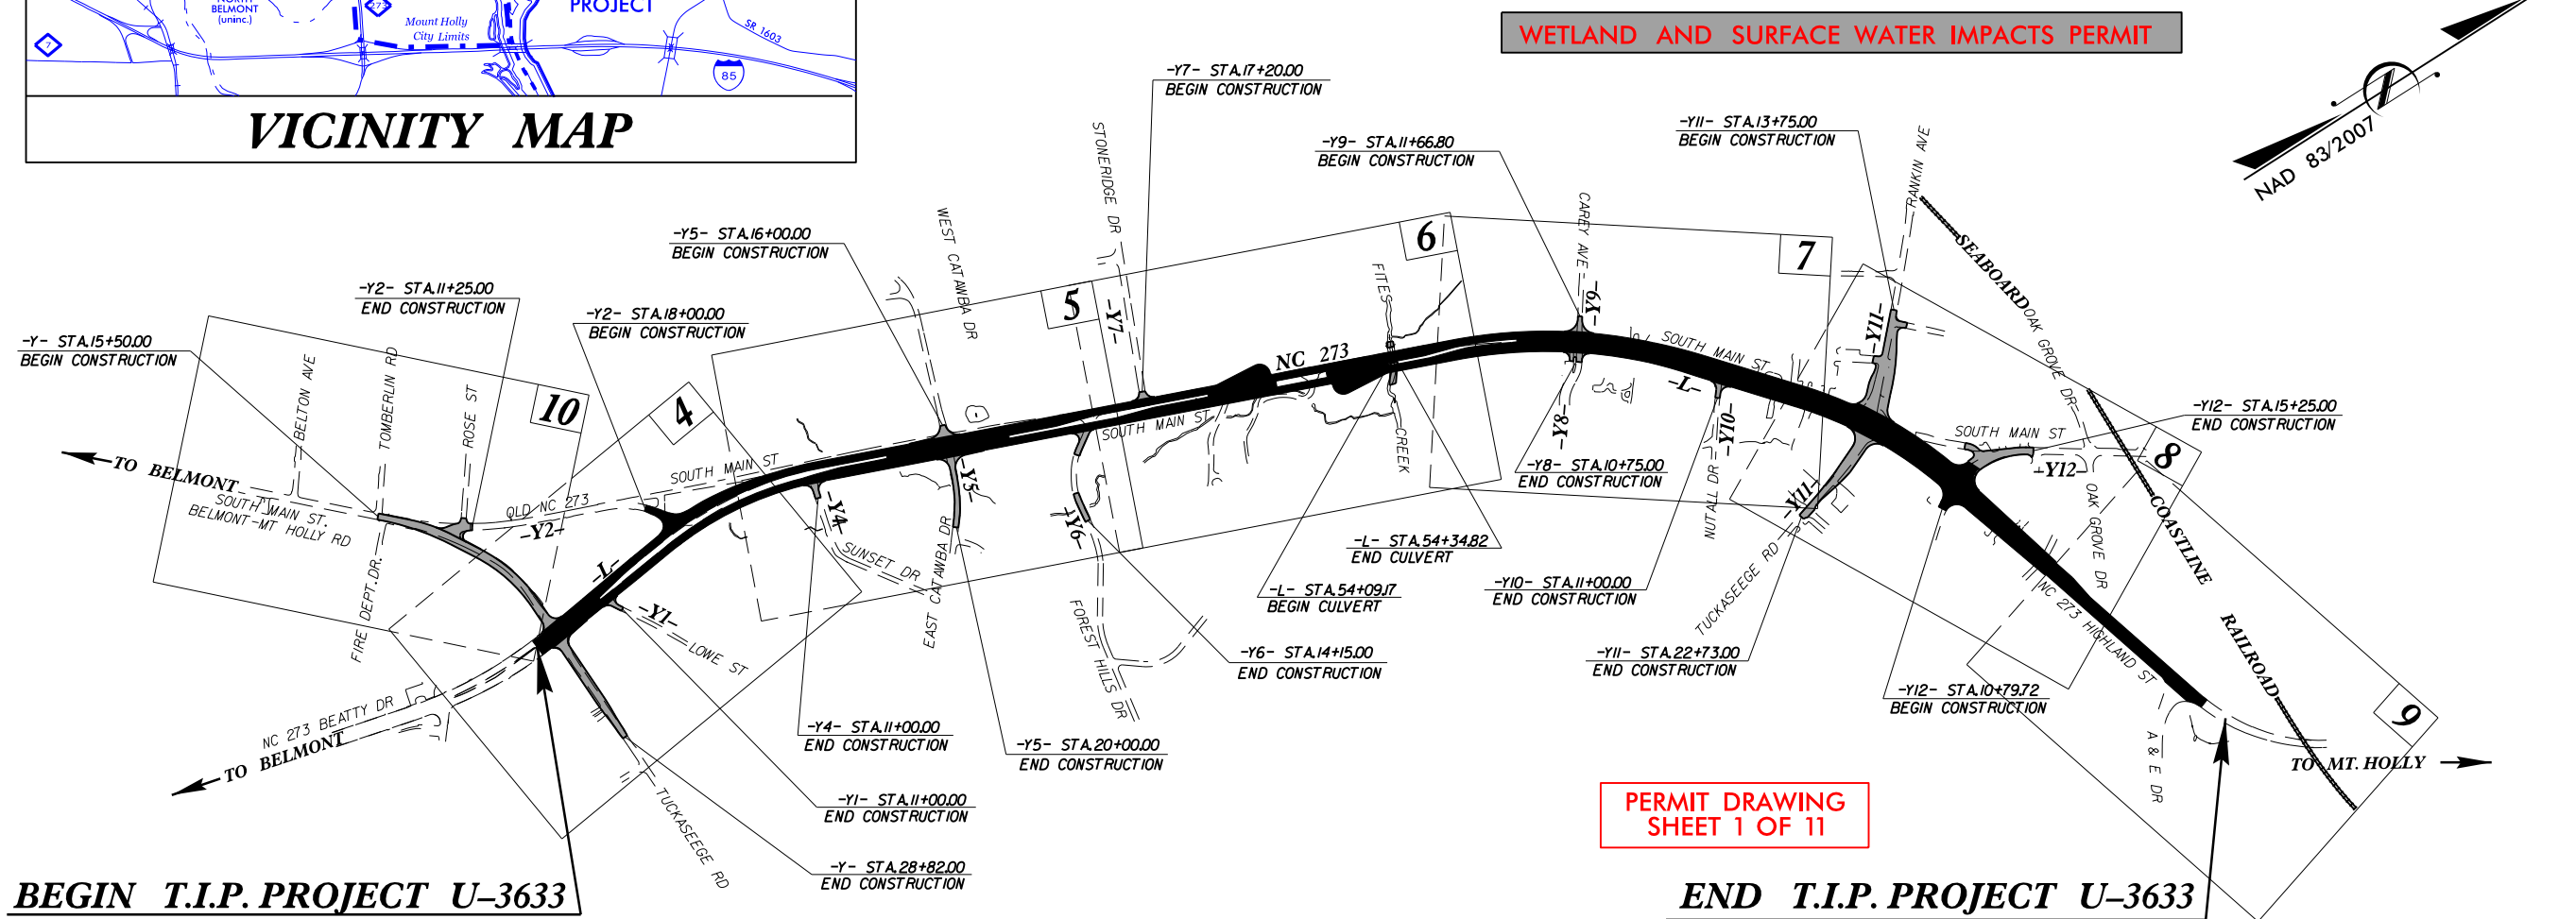 NORTH
BELMONT
(uninc.)
273
PROJECT
Mount Holly
City Limits
7
SR 1603
85
VICINITY MAP
WETLAND AND SURFACE WATER IMPACTS PERMIT
NAD 83/2007
-Y7- STA.17+20.00
BEGIN CONSTRUCTION
-Y9- STA.11+66.80
BEGIN CONSTRUCTION
-Y11- STA.13+75.00
BEGIN CONSTRUCTION
-Y5- STA.16+00.00
BEGIN CONSTRUCTION
-Y2- STA.11+25.00
END CONSTRUCTION
-Y2- STA.18+00.00
BEGIN CONSTRUCTION
-Y- STA.15+50.00
BEGIN CONSTRUCTION
STONERIDGE DR
WEST CATAWBA DR
CAREY AVE
RANKIN AVE
SEABOARD
COASTLINE
RAILROAD
OAK GROVE DR
OAK GROVE DR
BELTON AVE
TOMBERLIN RD
ROSE ST
10
4
5
6
7
8
9
-Y7-
-Y9-
-Y11-
FITES
CREEK
NC 273
SOUTH MAIN ST
-L-
SOUTH MAIN ST
SOUTH MAIN ST
SOUTH MAIN ST
-Y12- STA.15+25.00
END CONSTRUCTION
-Y12-
TO BELMONT
SOUTH MAIN ST.
BELMONT-MT HOLLY RD
OLD NC 273
-Y2-
FIRE DEPT.DR.
-L-
-Y1-
LOWE ST
-Y4-
SUNSET DR
-Y5-
EAST CATAWBA DR
-Y6-
FOREST HILLS DR
-Y8-
-Y10-
NUTALL DR
-Y11-
TUCKASEEGE RD
-Y8- STA.10+75.00
END CONSTRUCTION
-L- STA.54+34.82
END CULVERT
-L- STA.54+09.17
BEGIN CULVERT
-Y10- STA.11+00.00
END CONSTRUCTION
-Y6- STA.14+15.00
END CONSTRUCTION
-Y11- STA.22+73.00
END CONSTRUCTION
-Y12- STA.10+79.72
BEGIN CONSTRUCTION
NC 273 HIGHLAND ST
A & E DR
TO MT. HOLLY
NC 273 BEATTY DR
TO BELMONT
-Y4- STA.11+00.00
END CONSTRUCTION
-Y5- STA.20+00.00
END CONSTRUCTION
-Y1- STA.11+00.00
END CONSTRUCTION
-Y- STA.28+82.00
END CONSTRUCTION
TUCKASEEGE RD
PERMIT DRAWING
SHEET 1 OF 11
BEGIN T.I.P. PROJECT U-3633
END T.I.P. PROJECT U-3633